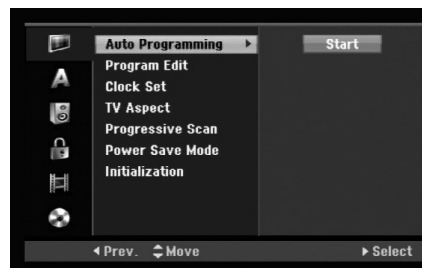 Auto Programming ▶ Start
Program Edit
Clock Set
TV Aspect
Progressive Scan
Power Save Mode
Initialization
A
◀ Prev. ▲▼ Move ▶ Select